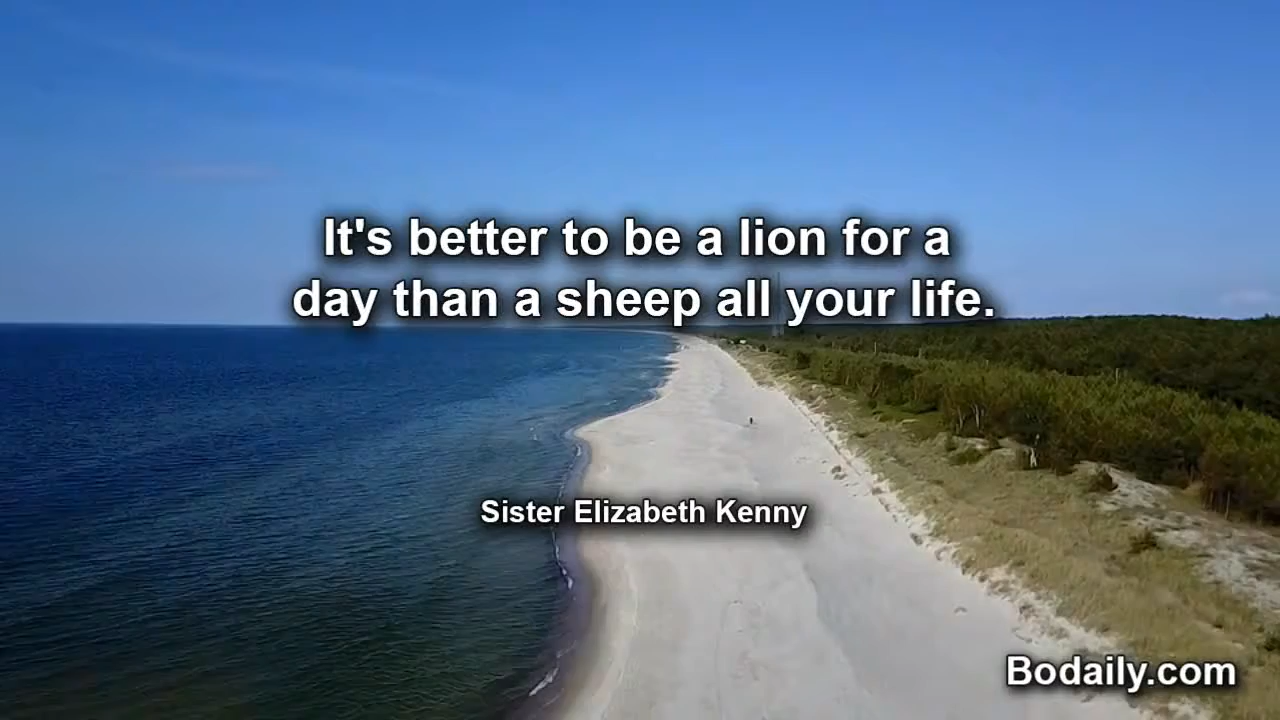 It's better to be a lion for a
day than a sheep all your life.
Sister Elizabeth Kenny
Bodaily.com